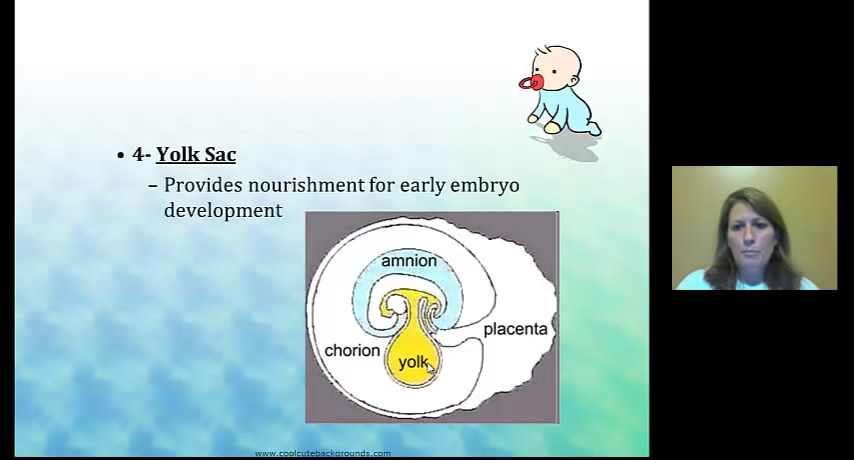 • 4- Yolk Sac
– Provides nourishment for early embryo
development
amnion
placenta
chorion
yolk
www.coolcutebackgrounds.com